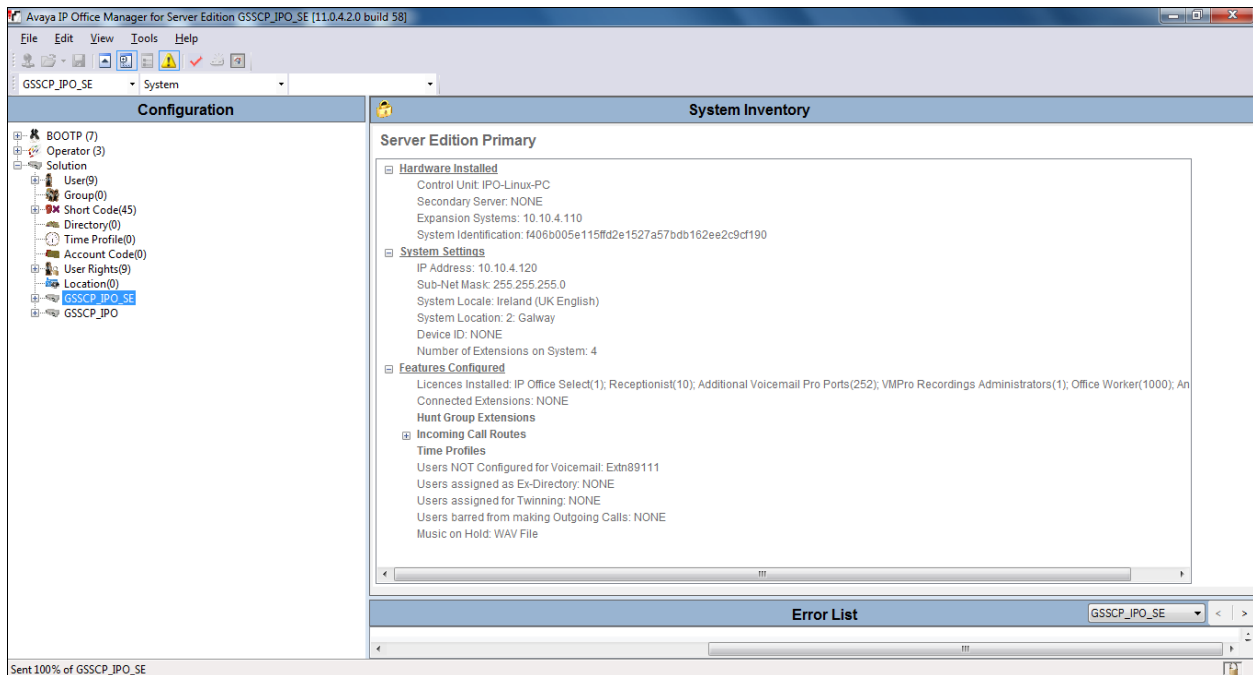 Avaya IP Office Manager for Server Edition GSSCP_IPO_SE [11.0.4.2.0 build 58]
File Edit View Tools Help
GSSCP_IPO_SE System
Configuration
BOOTP (7)
Operator (3)
Solution
User(9)
Group(0)
Short Code(45)
Directory(0)
Time Profile(0)
Account Code(0)
User Rights(9)
Location(0)
GSSCP_IPO_SE
GSSCP_IPO
System Inventory
Server Edition Primary
Hardware Installed
Control Unit: IPO-Linux-PC
Secondary Server: NONE
Expansion Systems: 10.10.4.110
System Identification: f406b005e115ffd2e1527a57bdb162ee2c9cf190
System Settings
IP Address: 10.10.4.120
Sub-Net Mask: 255.255.255.0
System Locale: Ireland (UK English)
System Location: 2: Galway
Device ID: NONE
Number of Extensions on System: 4
Features Configured
Licences Installed: IP Office Select(1); Receptionist(10); Additional Voicemail Pro Ports(252); VMPro Recordings Administrators(1); Office Worker(1000); An
Connected Extensions: NONE
Hunt Group Extensions
Incoming Call Routes
Time Profiles
Users NOT Configured for Voicemail: Extn89111
Users assigned as Ex-Directory: NONE
Users assigned for Twinning: NONE
Users barred from making Outgoing Calls: NONE
Music on Hold: WAV File
Error List
GSSCP_IPO_SE
Sent 100% of GSSCP_IPO_SE